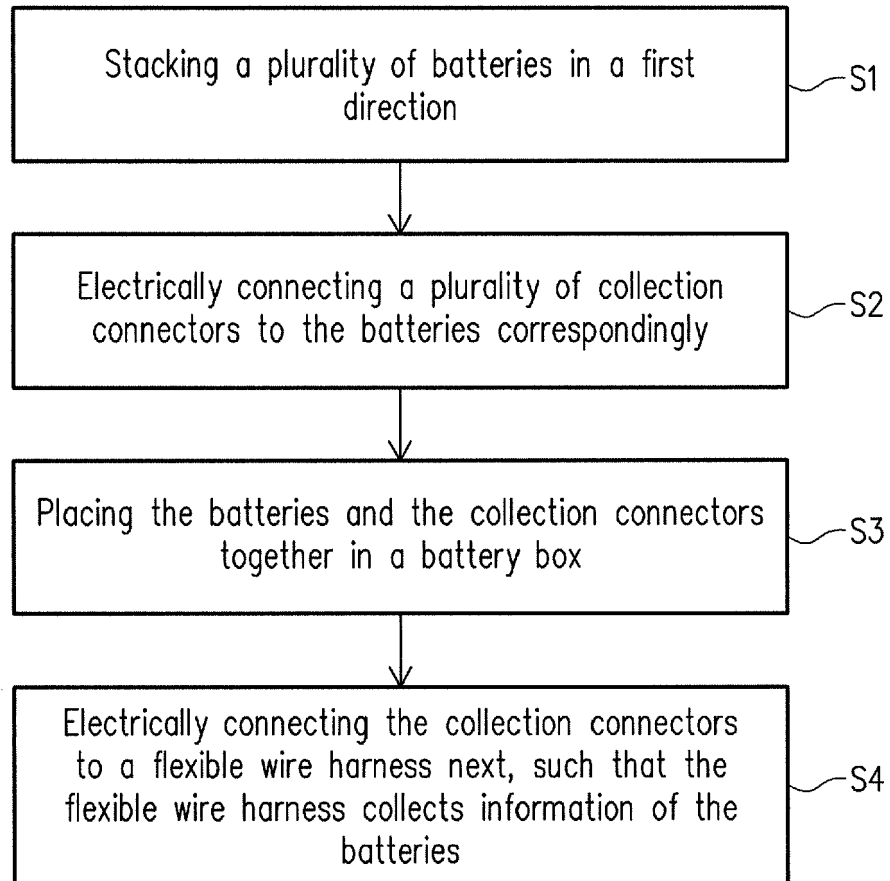 Stacking a plurality of batteries in a first
direction
S1
Electrically connecting a plurality of collection
connectors to the batteries correspondingly
S2
Placing the batteries and the collection connectors
together in a battery box
S3
Electrically connecting the collection connectors
to a flexible wire harness next, such that the
flexible wire harness collects information of the
batteries
S4